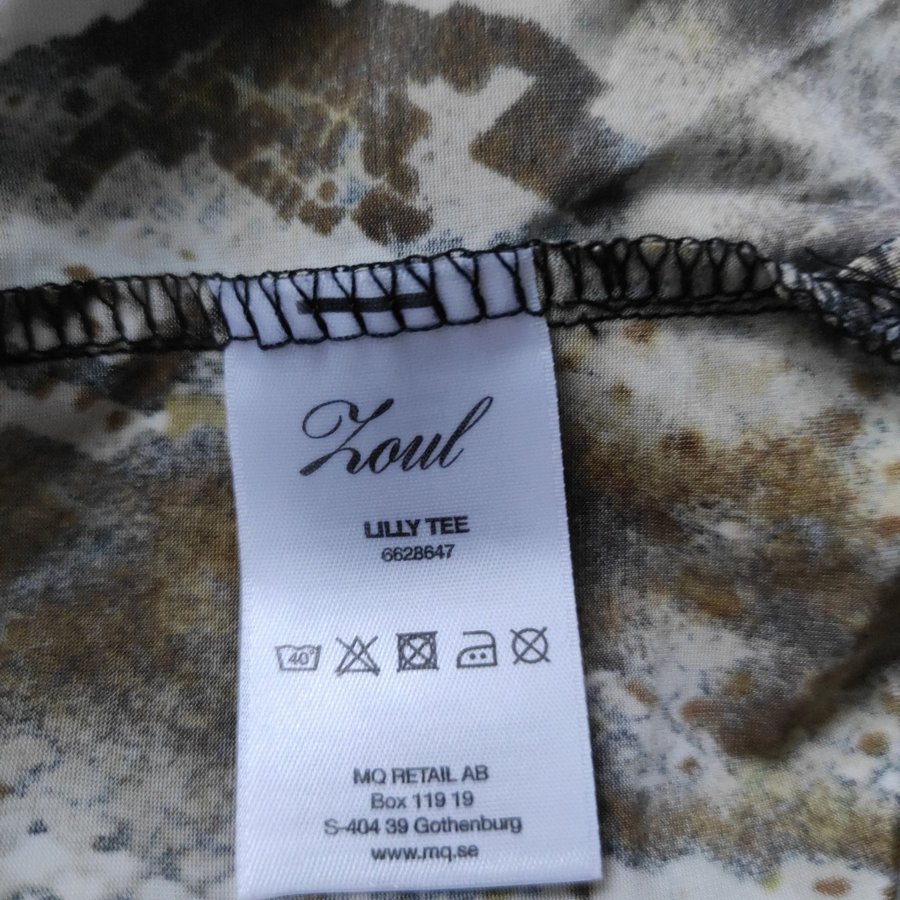 Zoul
LILLY TEE
6628647
40°
MQ RETAIL AB
Box 119 19
S-404 39 Gothenburg
www.mq.se